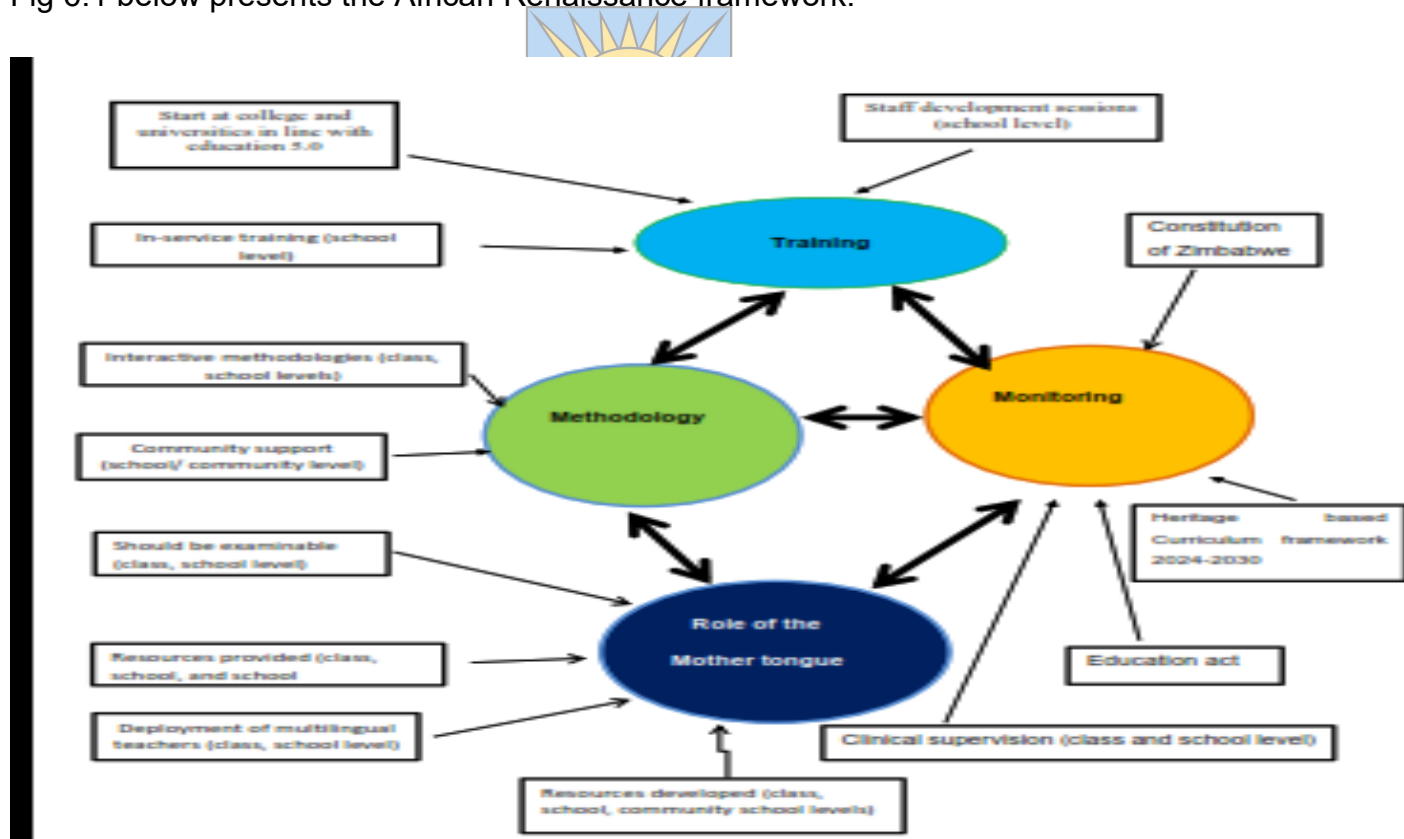 Fig 6.1 below presents the African Renaissance framework.
Start at college and
universities in line with
education 5.0
Staff development sessions
(school level)
In-service training (school
level)
Training
Constitution
of Zimbabwe
Interactive methodologies (class,
school levels)
Methodology
Monitoring
Community support
(school/ community level)
Should be examinable
(class, school level)
Heritage based
Curriculum framework
2024-2030
Role of the
Mother tongue
Resources provided (class,
school, and school
Education act
Deployment of multilingual
teachers (class, school level)
Clinical supervision (class and school level)
Resources developed (class,
school, community school levels)